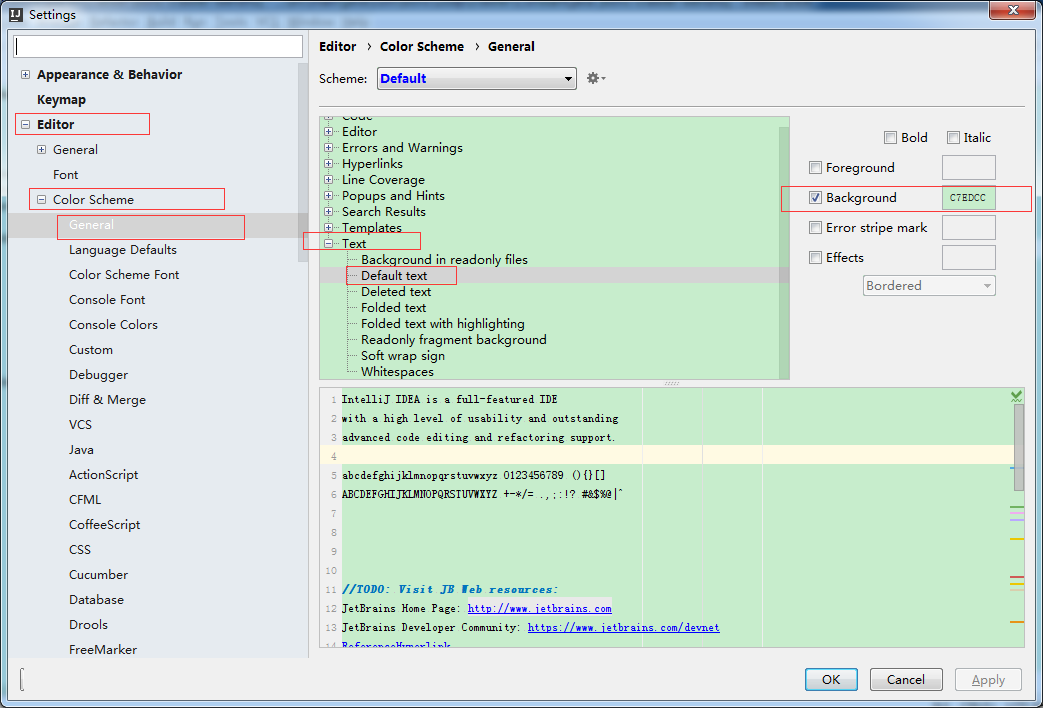 Settings
Appearance & Behavior
Keymap
Editor
General
Font
Color Scheme
General
Language Defaults
Color Scheme Font
Console Font
Console Colors
Custom
Debugger
Diff & Merge
VCS
Java
ActionScript
CFML
CoffeeScript
CSS
Cucumber
Database
Drools
FreeMarker
Editor › Color Scheme › General
Scheme: Default
Code
Editor
Errors and Warnings
Hyperlinks
Line Coverage
Popups and Hints
Search Results
Templates
Text
Background in readonly files
Default text
Deleted text
Folded text
Folded text with highlighting
Readonly fragment background
Soft wrap sign
Whitespaces
Bold Italic
Foreground
Background C7EDCC
Error stripe mark
Effects
Bordered
1 IntelliJ IDEA is a full-featured IDE
2 with a high level of usability and outstanding
3 advanced code editing and refactoring support.
4
5 abcdefghijklmnopqrstuvwxyz 0123456789 (){}[]
6 ABCDEFGHIJKLMNOPQRSTUVWXYZ +-*/= .,;:!? #&$%@|^
7
8
9
10
11 //TODO: Visit JB Web resources:
12 JetBrains Home Page: http://www.jetbrains.com
13 JetBrains Developer Community: https://www.jetbrains.com/devnet
14 ReferenceHyperlink
OK Cancel Apply